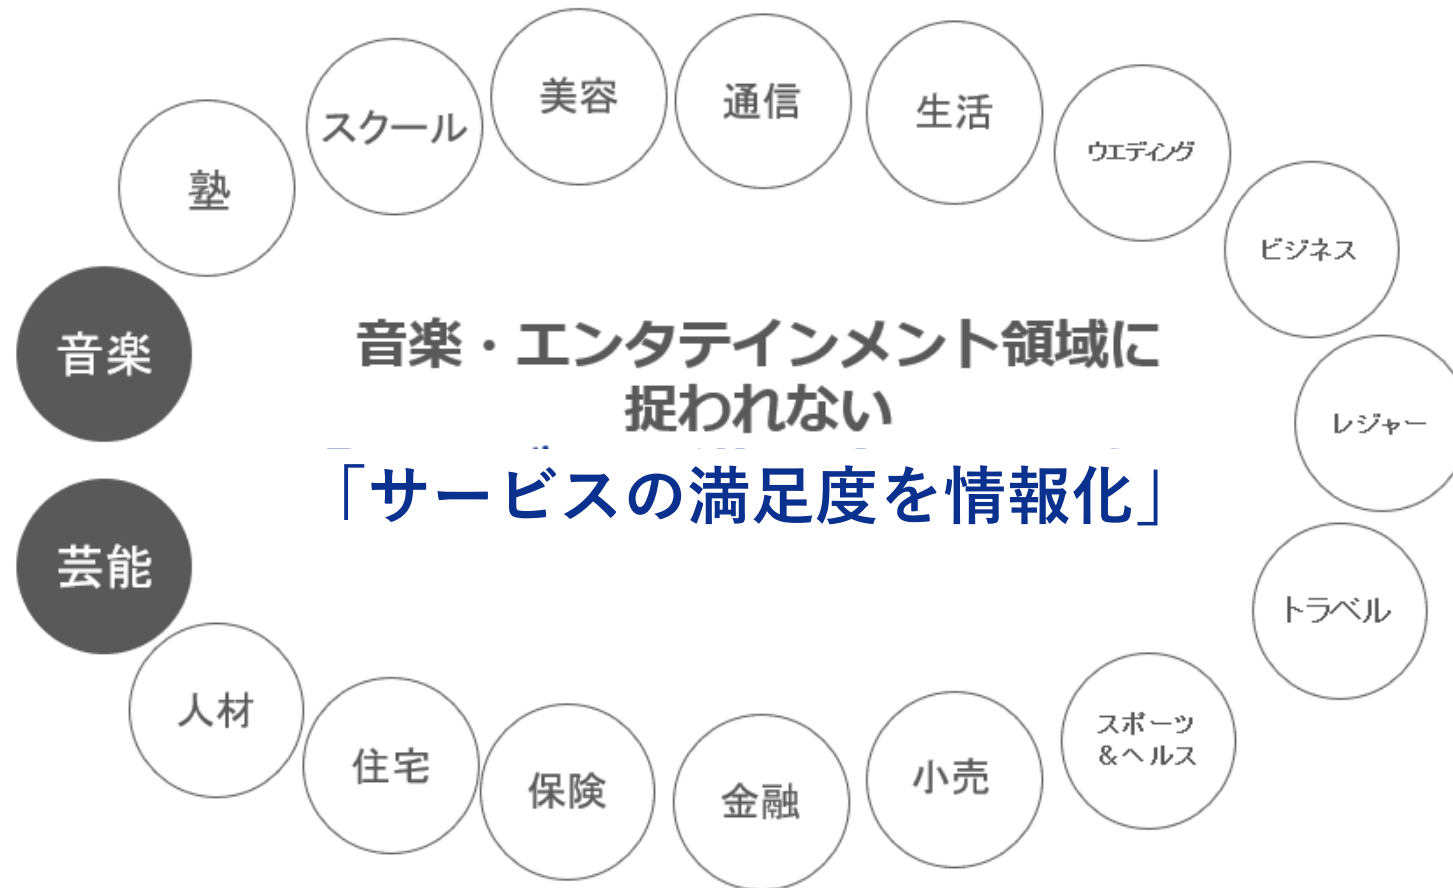 美容
通信
生活
スクール
ウエディング
塾
ビジネス
音楽
音楽・エンタテインメント領域に
捉われない
レジャー
「サービスの満足度を情報化」
芸能
トラベル
人材
スポーツ
&ヘルス
住宅
保険
金融
小売